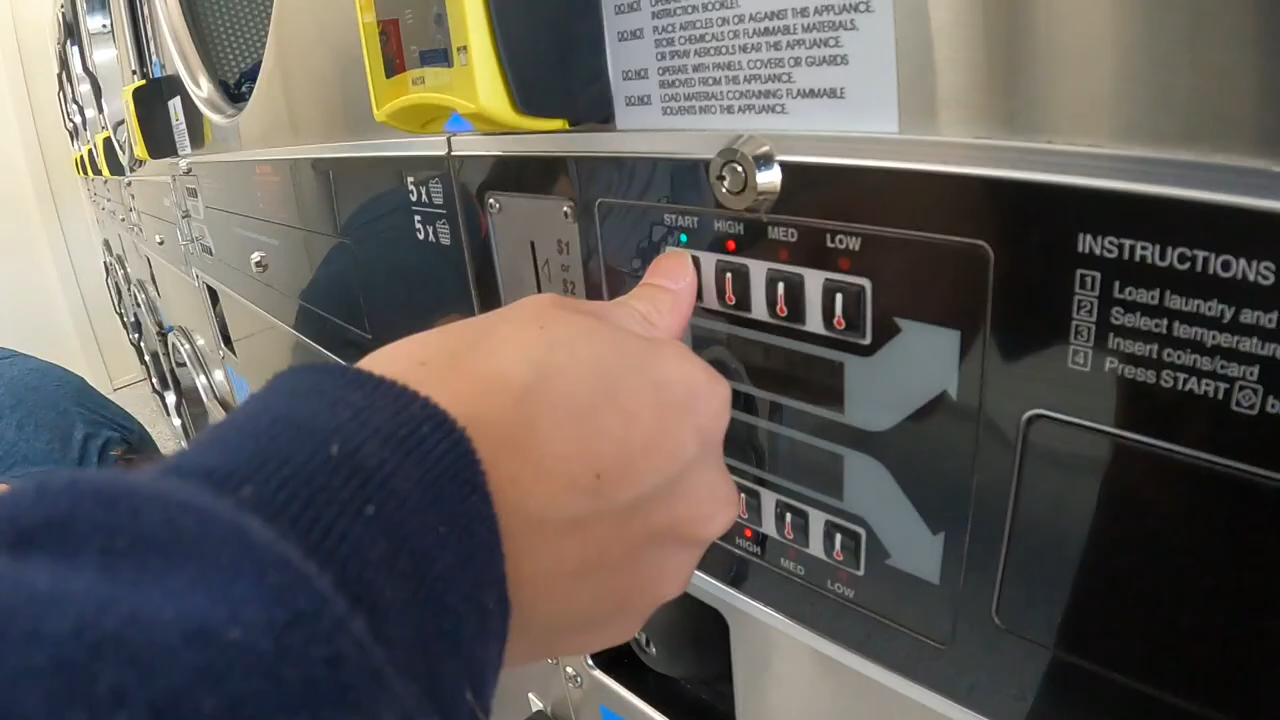 DO NOT
INSTRUCTION BOOKLET.
DO NOT PLACE ARTICLES ON OR AGAINST THIS APPLIANCE.
STORE CHEMICALS OR FLAMMABLE MATERIALS,
OR SPRAY AEROSOLS NEAR THIS APPLIANCE.
DO NOT OPERATE WITH PANELS, COVERS OR GUARDS
REMOVED FROM THIS APPLIANCE.
DO NOT LOAD MATERIALS CONTAINING FLAMMABLE
SOLVENTS INTO THIS APPLIANCE.
5 x
5 x
$1
or
$2
START HIGH MED LOW
HIGH MED LOW
INSTRUCTIONS
1 Load laundry and
2 Select temperatur
3 Insert coins/card
4 Press START b